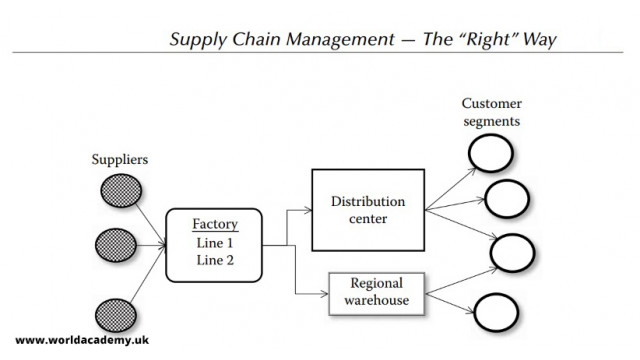 Supply Chain Management — The “Right” Way
Customer
segments
Suppliers
Factory
Line 1
Line 2
Distribution
center
Regional
warehouse
www.worldacademy.uk